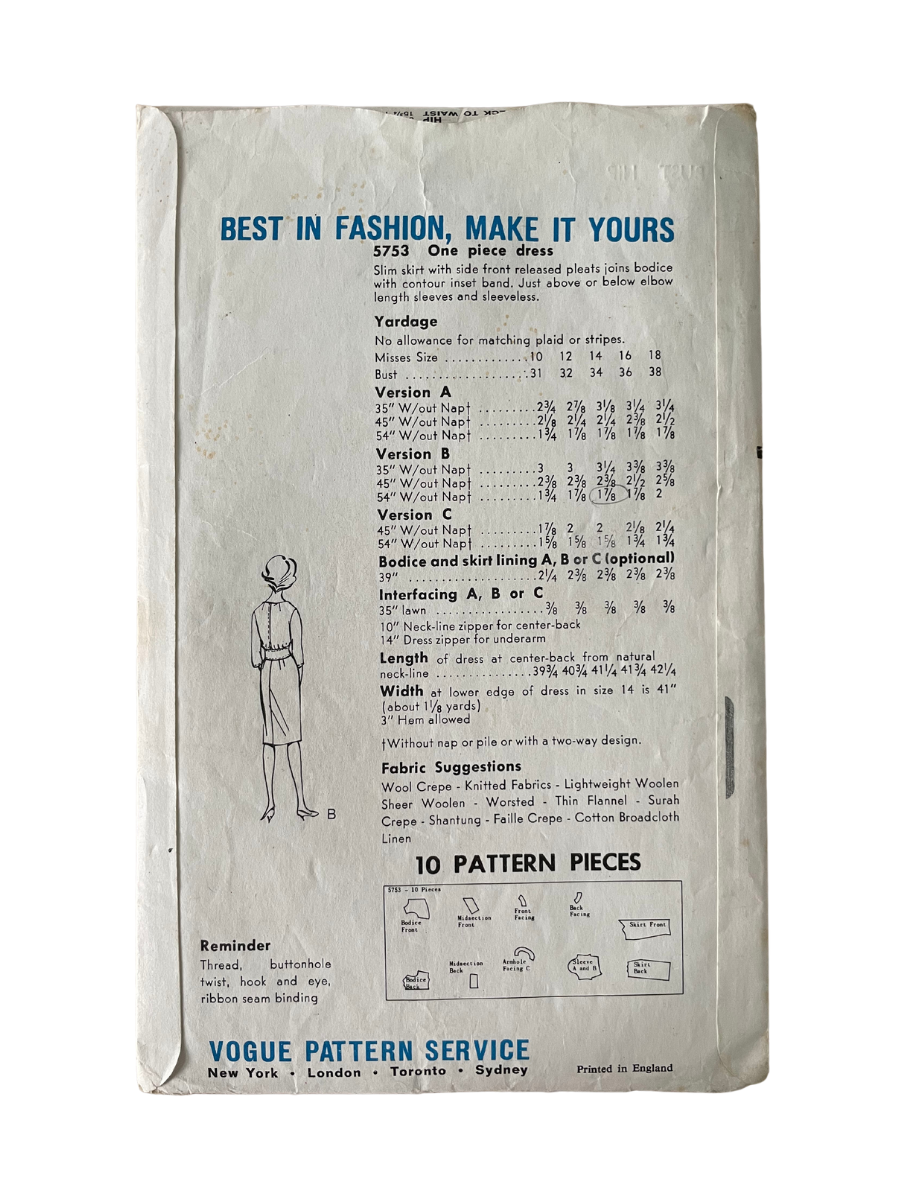 BACK TO WAIST 15¾
HIP
BUST HIP
BEST IN FASHION, MAKE IT YOURS
5753 One piece dress
Slim skirt with side front released pleats joins bodice
with contour inset band. Just above or below elbow
length sleeves and sleeveless.
Yardage
No allowance for matching plaid or stripes.
Misses Size .............10 12 14 16 18
Bust ...................31 32 34 36 38
Version A
35" W/out Nap† .........2¾ 2⅞ 3⅛ 3¼ 3¼
45" W/out Nap† .........2⅛ 2¼ 2¼ 2⅜ 2½
54" W/out Nap† .........1¾ 1⅞ 1⅞ 1⅞ 1⅞
Version B
35" W/out Nap† .........3 3 3¼ 3⅜ 3⅜
45" W/out Nap† .........2⅜ 2⅜ 2⅜ 2½ 2⅝
54" W/out Nap† .........1¾ 1⅞ 1⅞ 1⅞ 2
Version C
45" W/out Nap† .........1⅞ 2 2 2⅛ 2¼
54" W/out Nap† .........1⅝ 1⅝ 1⅝ 1¾ 1¾
Bodice and skirt lining A, B or C (optional)
39" ....................2¼ 2⅜ 2⅜ 2⅜ 2⅜
Interfacing A, B or C
35" lawn .................⅜ ⅜ ⅜ ⅜ ⅜
10" Neck-line zipper for center-back
14" Dress zipper for underarm
Length of dress at center-back from natural
neck-line ...............39¾ 40¾ 41¼ 41¾ 42¼
Width at lower edge of dress in size 14 is 41"
(about 1⅛ yards)
3" Hem allowed
†Without nap or pile or with a two-way design.
Fabric Suggestions
Wool Crepe - Knitted Fabrics - Lightweight Woolen
Sheer Woolen - Worsted - Thin Flannel - Surah
Crepe - Shantung - Faille Crepe - Cotton Broadcloth
Linen
B
10 PATTERN PIECES
5753 - 10 Pieces
Bodice
Front
Midsection
Front
Front
Facing
Back
Facing
Skirt Front
Bodice
Back
Midsection
Back
Armhole
Facing C
Sleeve
A and B
Skirt
Back
Reminder
Thread, buttonhole
twist, hook and eye,
ribbon seam binding
VOGUE PATTERN SERVICE
New York • London • Toronto • Sydney
Printed in England